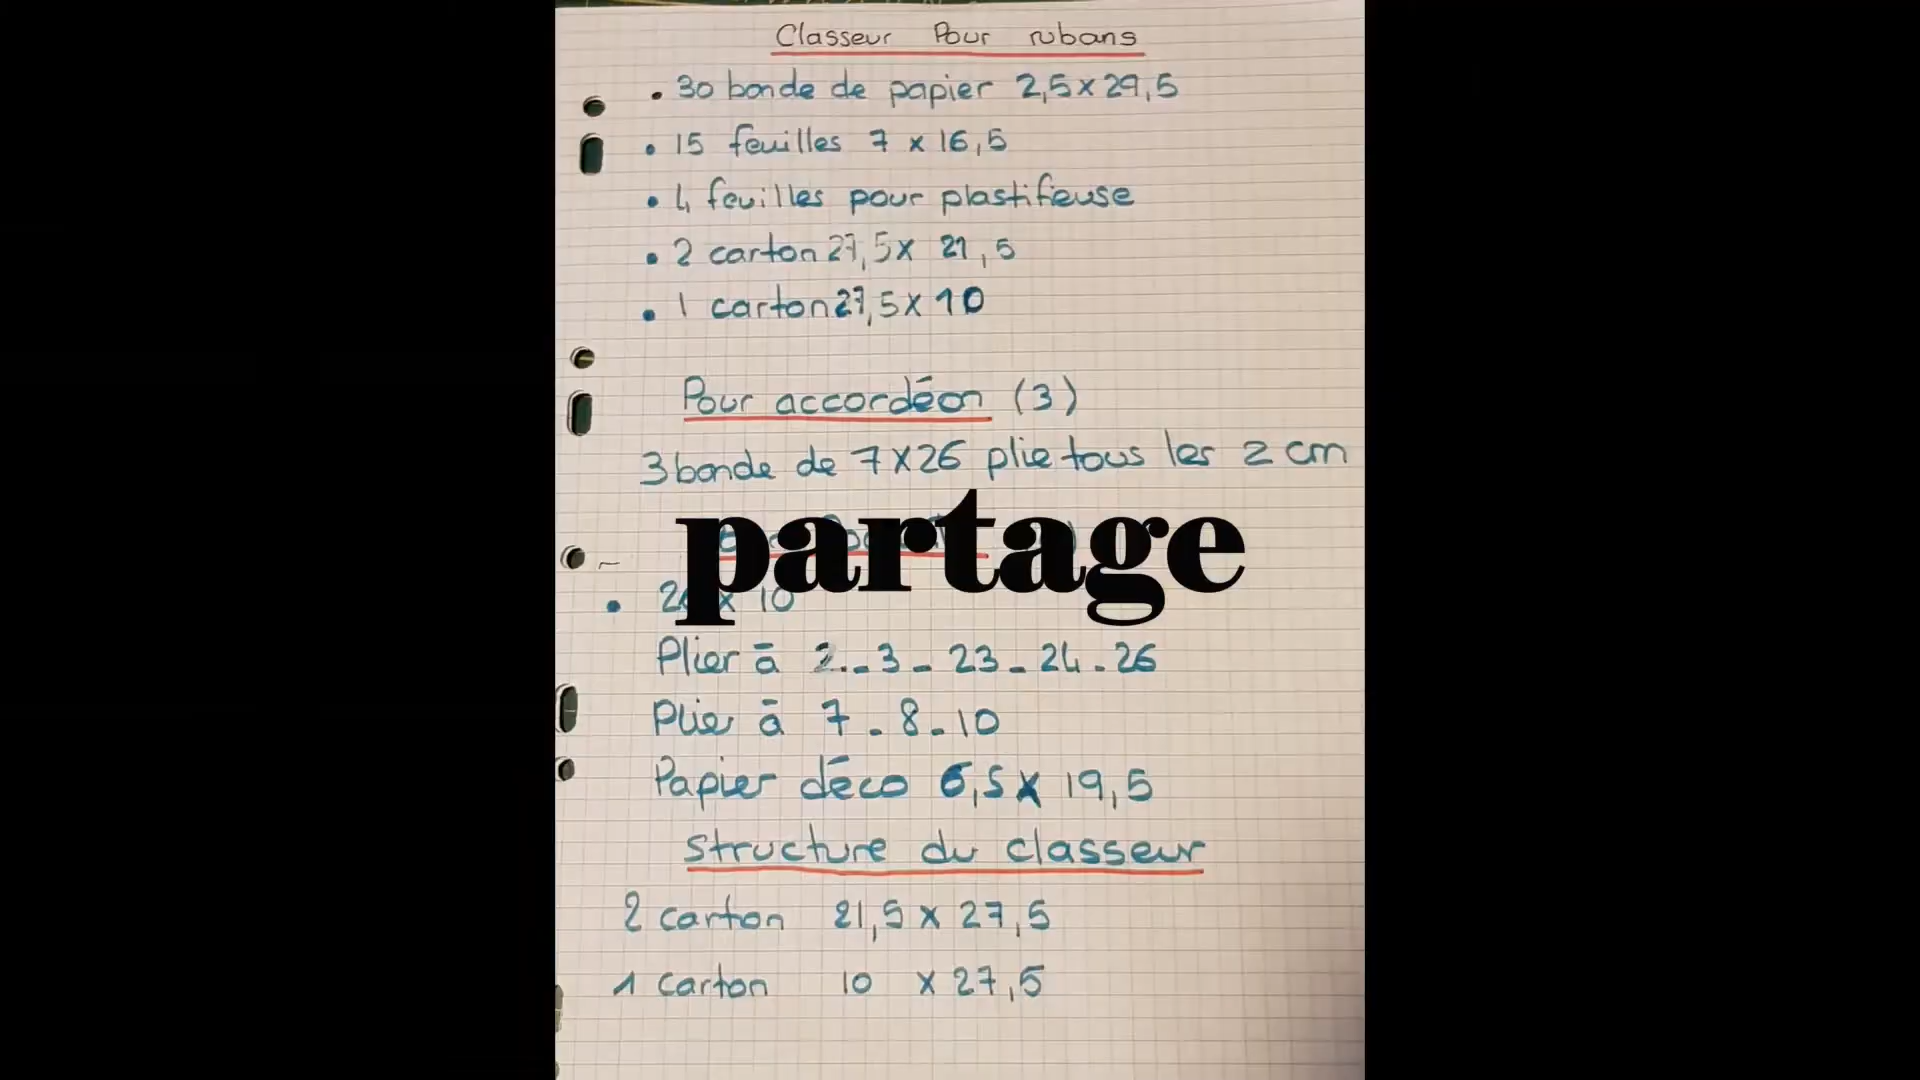 Classeur Pour rubans
• 30 bande de papier 2,5 x 29,5
• 15 feuilles 7 x 16,5
• 4 feuilles pour plastifieuse
• 2 carton 27,5 x 21,5
• 1 carton 27,5 x 10
Pour accordéon (3)
3 bande de 7 x 26 plie tous les 2 cm
partage
• x 10
Plier à 2 - 3 - 23 - 24 - 26
Plier à 7 - 8 - 10
Papier déco 6,5 x 19,5
structure du classeur
2 carton 21,5 x 27,5
1 carton 10 x 27,5